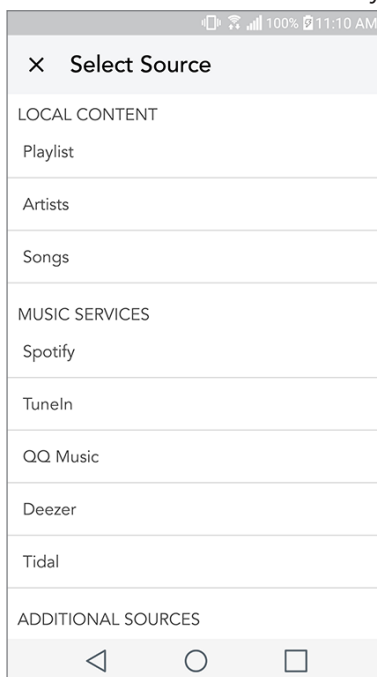 100% 11:10 AM
Select Source
LOCAL CONTENT
Playlist
Artists
Songs
MUSIC SERVICES
Spotify
TuneIn
QQ Music
Deezer
Tidal
ADDITIONAL SOURCES